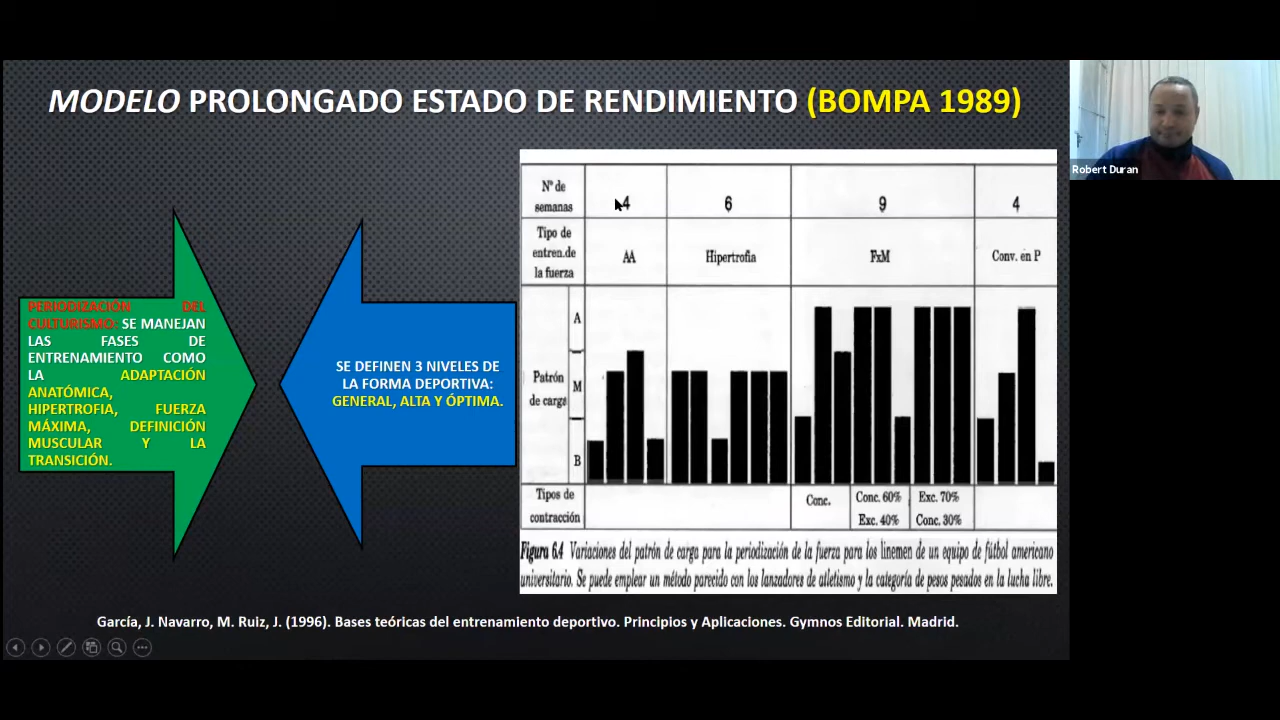 MODELO PROLONGADO ESTADO DE RENDIMIENTO (BOMPA 1989)
PERIODIZACIÓN DEL
CULTURISMO: SE MANEJAN
LAS FASES DE
ENTRENAMIENTO COMO
LA ADAPTACIÓN
ANATÓMICA,
HIPERTROFIA, FUERZA
MÁXIMA, DEFINICIÓN
MUSCULAR Y LA
TRANSICIÓN.
SE DEFINEN 3 NIVELES DE
LA FORMA DEPORTIVA:
GENERAL, ALTA Y ÓPTIMA.
Nº de
semanas
4
6
9
4
Tipo de
entren.de
la fuerza
AA
Hipertrofia
FxM
Conv. en P
Patrón
de carga
A
M
B
Tipos de
contracción
Conc.
Conc. 60%
Exc. 40%
Exc. 70%
Conc. 30%
Figura 6.4 Variaciones del patrón de carga para la periodización de la fuerza para los linemen de un equipo de fútbol americano
universitario. Se puede emplear un método parecido con los lanzadores de atletismo y la categoría de pesos pesados en la lucha libre.
García, J. Navarro, M. Ruiz, J. (1996). Bases teóricas del entrenamiento deportivo. Principios y Aplicaciones. Gymnos Editorial. Madrid.
Robert Duran